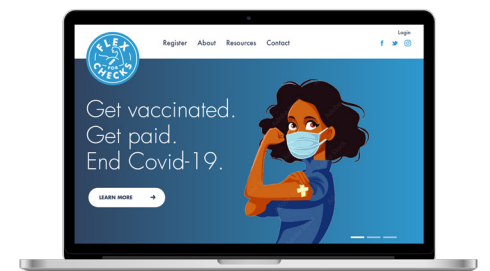 Login
FLEX
FOR
CHECKS
Register About Resources Contact
Get vaccinated.
Get paid.
End Covid-19.
LEARN MORE